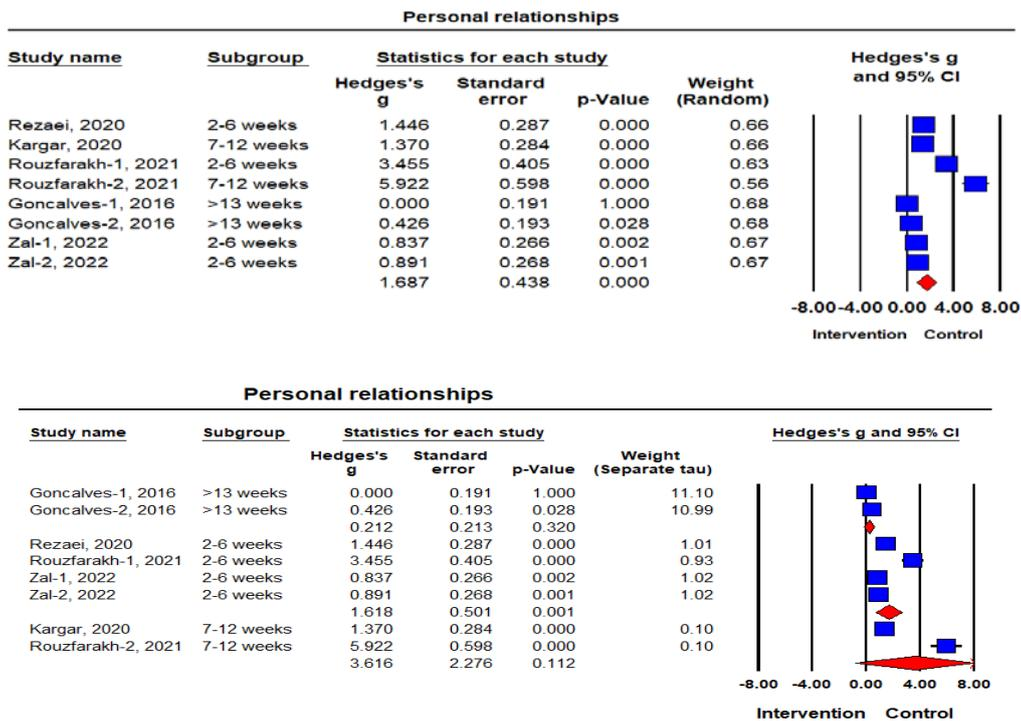 Personal relationships
Study name Subgroup Statistics for each study Hedges's g and 95% CI
Hedges's g Standard error p-Value Weight (Random)
Rezaei, 2020 2-6 weeks 1.446 0.287 0.000 0.66
Kargar, 2020 7-12 weeks 1.370 0.284 0.000 0.66
Rouzfarakh-1, 2021 2-6 weeks 3.455 0.405 0.000 0.63
Rouzfarakh-2, 2021 7-12 weeks 5.922 0.598 0.000 0.56
Goncalves-1, 2016 >13 weeks 0.000 0.191 1.000 0.68
Goncalves-2, 2016 >13 weeks 0.426 0.193 0.028 0.68
Zal-1, 2022 2-6 weeks 0.837 0.266 0.002 0.67
Zal-2, 2022 2-6 weeks 0.891 0.268 0.001 0.67
1.687 0.438 0.000
-8.00 -4.00 0.00 4.00 8.00
Intervention Control
Personal relationships
Study name Subgroup Statistics for each study Hedges's g and 95% CI
Hedges's g Standard error p-Value Weight (Separate tau)
Goncalves-1, 2016 >13 weeks 0.000 0.191 1.000 11.10
Goncalves-2, 2016 >13 weeks 0.426 0.193 0.028 10.99
0.212 0.213 0.320
Rezaei, 2020 2-6 weeks 1.446 0.287 0.000 1.01
Rouzfarakh-1, 2021 2-6 weeks 3.455 0.405 0.000 0.93
Zal-1, 2022 2-6 weeks 0.837 0.266 0.002 1.02
Zal-2, 2022 2-6 weeks 0.891 0.268 0.001 1.02
1.618 0.501 0.001
Kargar, 2020 7-12 weeks 1.370 0.284 0.000 0.10
Rouzfarakh-2, 2021 7-12 weeks 5.922 0.598 0.000 0.10
3.616 2.276 0.112
-8.00 -4.00 0.00 4.00 8.00
Intervention Control